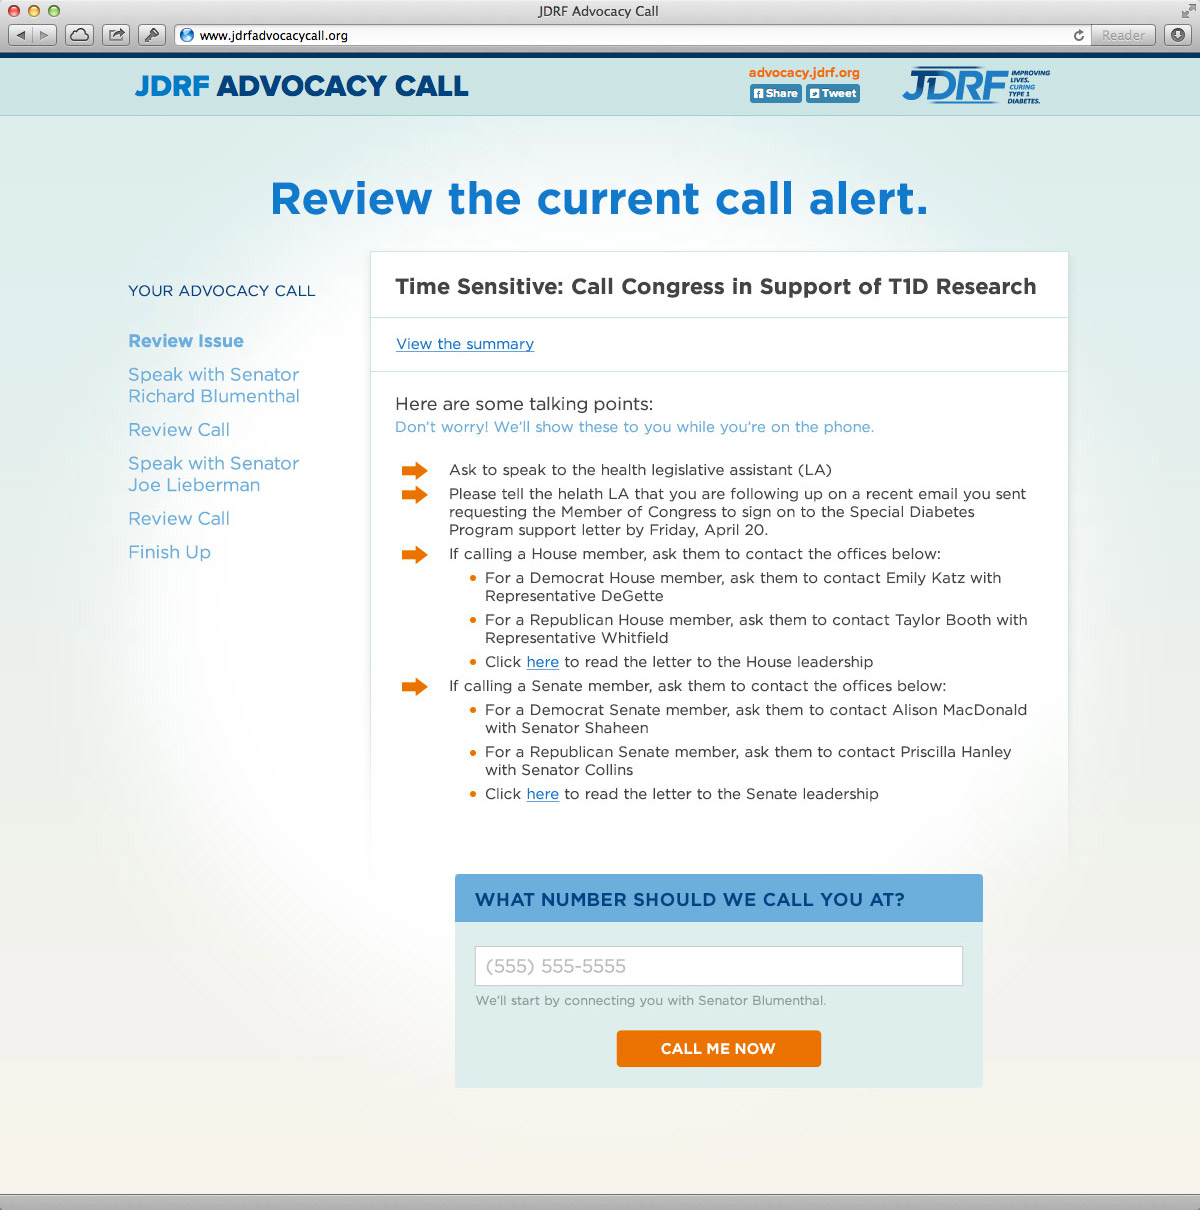 JDRF Advocacy Call
www.jdrfadvocacycall.org
Reader
JDRF ADVOCACY CALL
advocacy.jdrf.org
Share
Tweet
JDRF
IMPROVING
LIVES.
CURING
TYPE 1
DIABETES.
Review the current call alert.
YOUR ADVOCACY CALL
Review Issue
Speak with Senator
Richard Blumenthal
Review Call
Speak with Senator
Joe Lieberman
Review Call
Finish Up
Time Sensitive: Call Congress in Support of T1D Research
View the summary
Here are some talking points:
Don't worry! We'll show these to you while you're on the phone.
Ask to speak to the health legislative assistant (LA)
Please tell the helath LA that you are following up on a recent email you sent
requesting the Member of Congress to sign on to the Special Diabetes
Program support letter by Friday, April 20.
If calling a House member, ask them to contact the offices below:
• For a Democrat House member, ask them to contact Emily Katz with
Representative DeGette
• For a Republican House member, ask them to contact Taylor Booth with
Representative Whitfield
• Click here to read the letter to the House leadership
If calling a Senate member, ask them to contact the offices below:
• For a Democrat Senate member, ask them to contact Alison MacDonald
with Senator Shaheen
• For a Republican Senate member, ask them to contact Priscilla Hanley
with Senator Collins
• Click here to read the letter to the Senate leadership
WHAT NUMBER SHOULD WE CALL YOU AT?
(555) 555-5555
We'll start by connecting you with Senator Blumenthal.
CALL ME NOW